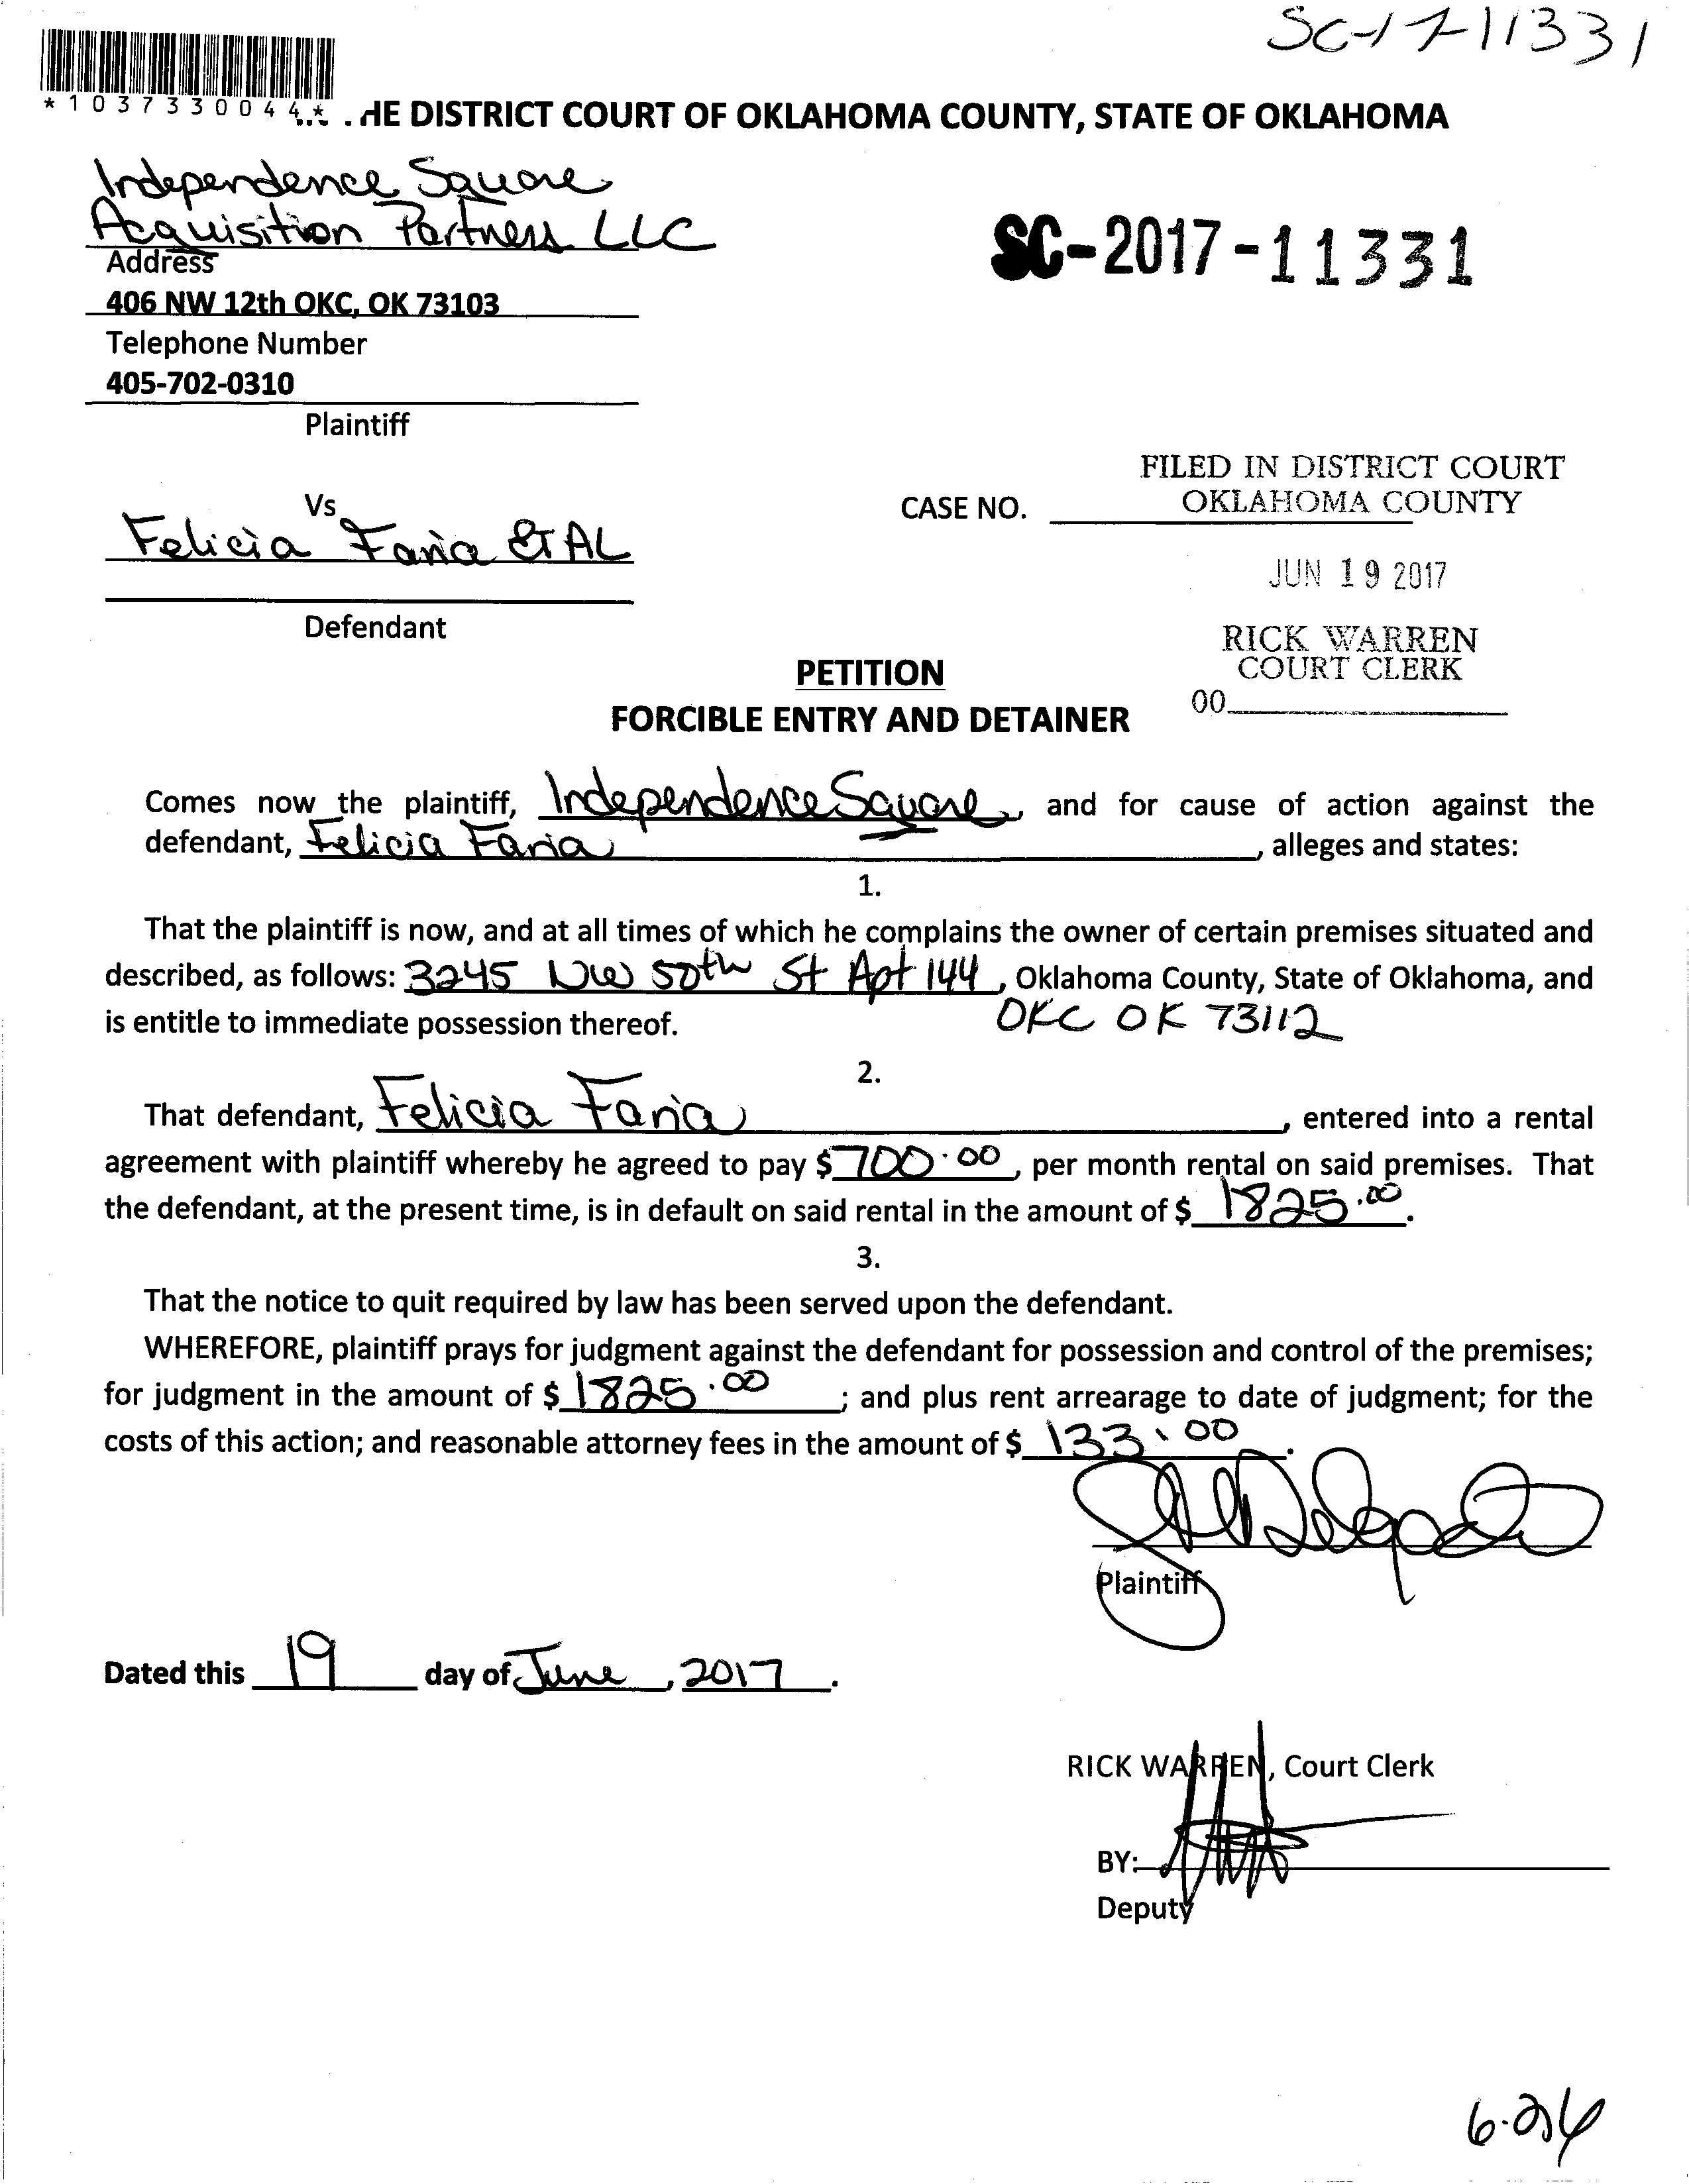 SC-17-11331
*1037330044*
HE DISTRICT COURT OF OKLAHOMA COUNTY, STATE OF OKLAHOMA
Independence Square
Acquisition Partners LLC
SC-2017-11331
Address
406 NW 12th OKC, OK 73103
Telephone Number
405-702-0310
Plaintiff
FILED IN DISTRICT COURT
OKLAHOMA COUNTY
Vs
CASE NO.
Felicia Faria ET AL
JUN 19 2017
Defendant
RICK WARREN
COURT CLERK
PETITION
00
FORCIBLE ENTRY AND DETAINER
Comes now the plaintiff, Independence Square, and for cause of action against the
defendant, Felicia Faria, alleges and states:
1.
That the plaintiff is now, and at all times of which he complains the owner of certain premises situated and
described, as follows: 3245 NW 50th St Apt 144, Oklahoma County, State of Oklahoma, and
is entitle to immediate possession thereof. OKC OK 73112
2.
That defendant, Felicia Faria, entered into a rental
agreement with plaintiff whereby he agreed to pay $ 700.00, per month rental on said premises. That
the defendant, at the present time, is in default on said rental in the amount of $ 1825.00.
3.
That the notice to quit required by law has been served upon the defendant.
WHEREFORE, plaintiff prays for judgment against the defendant for possession and control of the premises;
for judgment in the amount of $ 1825.00; and plus rent arrearage to date of judgment; for the
costs of this action; and reasonable attorney fees in the amount of $ 133.00.
Plaintiff
Dated this 19 day of June, 2017.
RICK WARREN, Court Clerk
BY:
Deputy